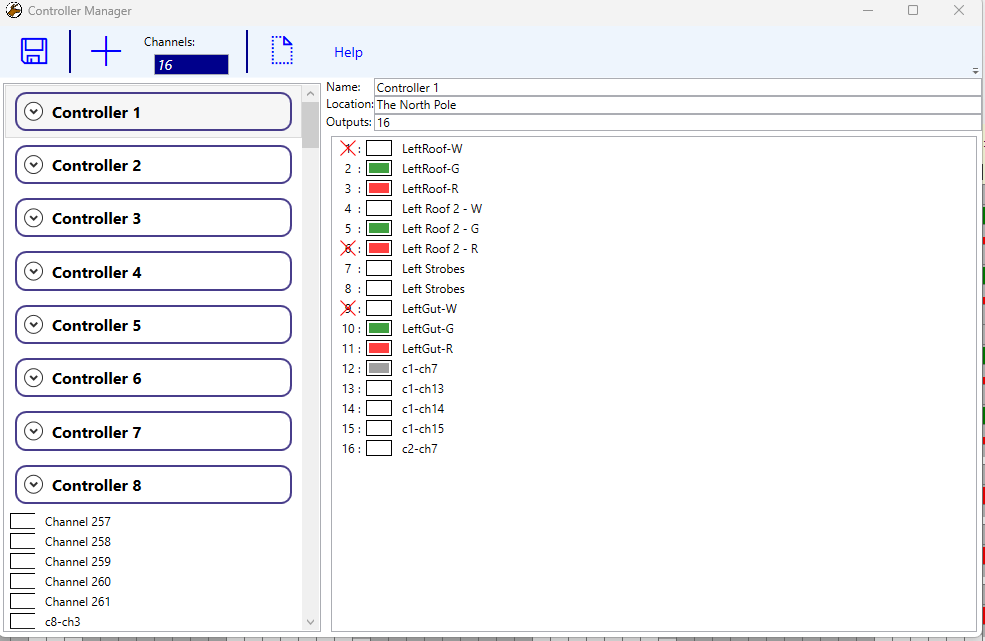 Controller Manager
Channels:
16
Help
Controller 1
Controller 2
Controller 3
Controller 4
Controller 5
Controller 6
Controller 7
Controller 8
Channel 257
Channel 258
Channel 259
Channel 260
Channel 261
c8-ch3
Name: Controller 1
Location: The North Pole
Outputs: 16
1 : LeftRoof-W
2 : LeftRoof-G
3 : LeftRoof-R
4 : Left Roof 2 - W
5 : Left Roof 2 - G
6 : Left Roof 2 - R
7 : Left Strobes
8 : Left Strobes
9 : LeftGut-W
10 : LeftGut-G
11 : LeftGut-R
12 : c1-ch7
13 : c1-ch13
14 : c1-ch14
15 : c1-ch15
16 : c2-ch7